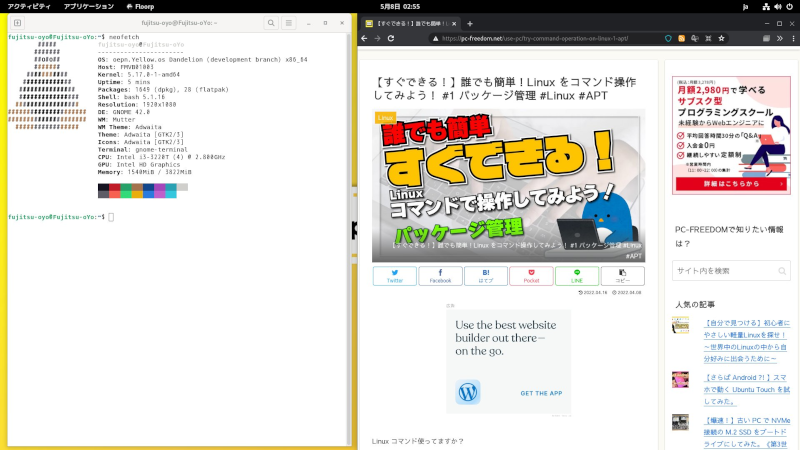 アクティビティ アプリケーション Floorp 5月8日 02:55 ja
fujitsu-oyo@Fujitsu-oYo: ~
fujitsu-oyo@Fujitsu-oYo:~$ neofetch
fujitsu-oyo@Fujitsu-oYo
-----------------------
OS: oepn.Yellow.os Dandelion (development branch) x86_64
Host: FMVB01003
Kernel: 5.17.0-1-amd64
Uptime: 5 mins
Packages: 1649 (dpkg), 28 (flatpak)
Shell: bash 5.1.16
Resolution: 1920x1080
DE: GNOME 42.0
WM: Mutter
WM Theme: Adwaita
Theme: Adwaita [GTK2/3]
Icons: Adwaita [GTK3]
Terminal: gnome-terminal
CPU: Intel i3-3220T (4) @ 2.800GHz
GPU: Intel HD Graphics
Memory: 1540MiB / 3822MiB
fujitsu-oyo@Fujitsu-oYo:~$
【すぐできる！】誰でも簡単！
https://pc-freedom.net/use-pc/try-command-operation-on-linux-1-apt/
【すぐできる！】誰でも簡単！Linux をコマンド操作
してみよう！ #1 パッケージ管理 #Linux #APT
Linux
誰でも簡単
すぐできる！
Linux
コマンドで操作してみよう！
パッケージ管理
【すぐできる！】誰でも簡単！Linux をコマンド操作してみよう！ #1 パッケージ管理 #Linux
#APT
Twitter
Facebook
B!
はてブ
Pocket
LINE
コピー
2022.04.16 2022.04.08
広告
Use the best website
builder out there—
on the go.
GET THE APP
Linux コマンド使ってますか？
月額2,980円で学べる
サブスク型
プログラミングスクール
未経験からWebエンジニアに
平均回答時間30分の「Q&A」
入会金0円
継続しやすい定額制
詳細はこちらから
PC-FREEDOMで知りたい情報
は？
サイト内を検索
人気の記事
【自分で見つける】初心者に
やさしい軽量Linuxを探せ！
～世界中のLinuxの中から自
分好みに出会うために～
【さらば Android ?! 】スマ
ホで動く Ubuntu Touch を試
してみた。
【爆速！】古い PC で NVMe
接続の M.2 SSD をブートド
ライブにしてみた。《第3世